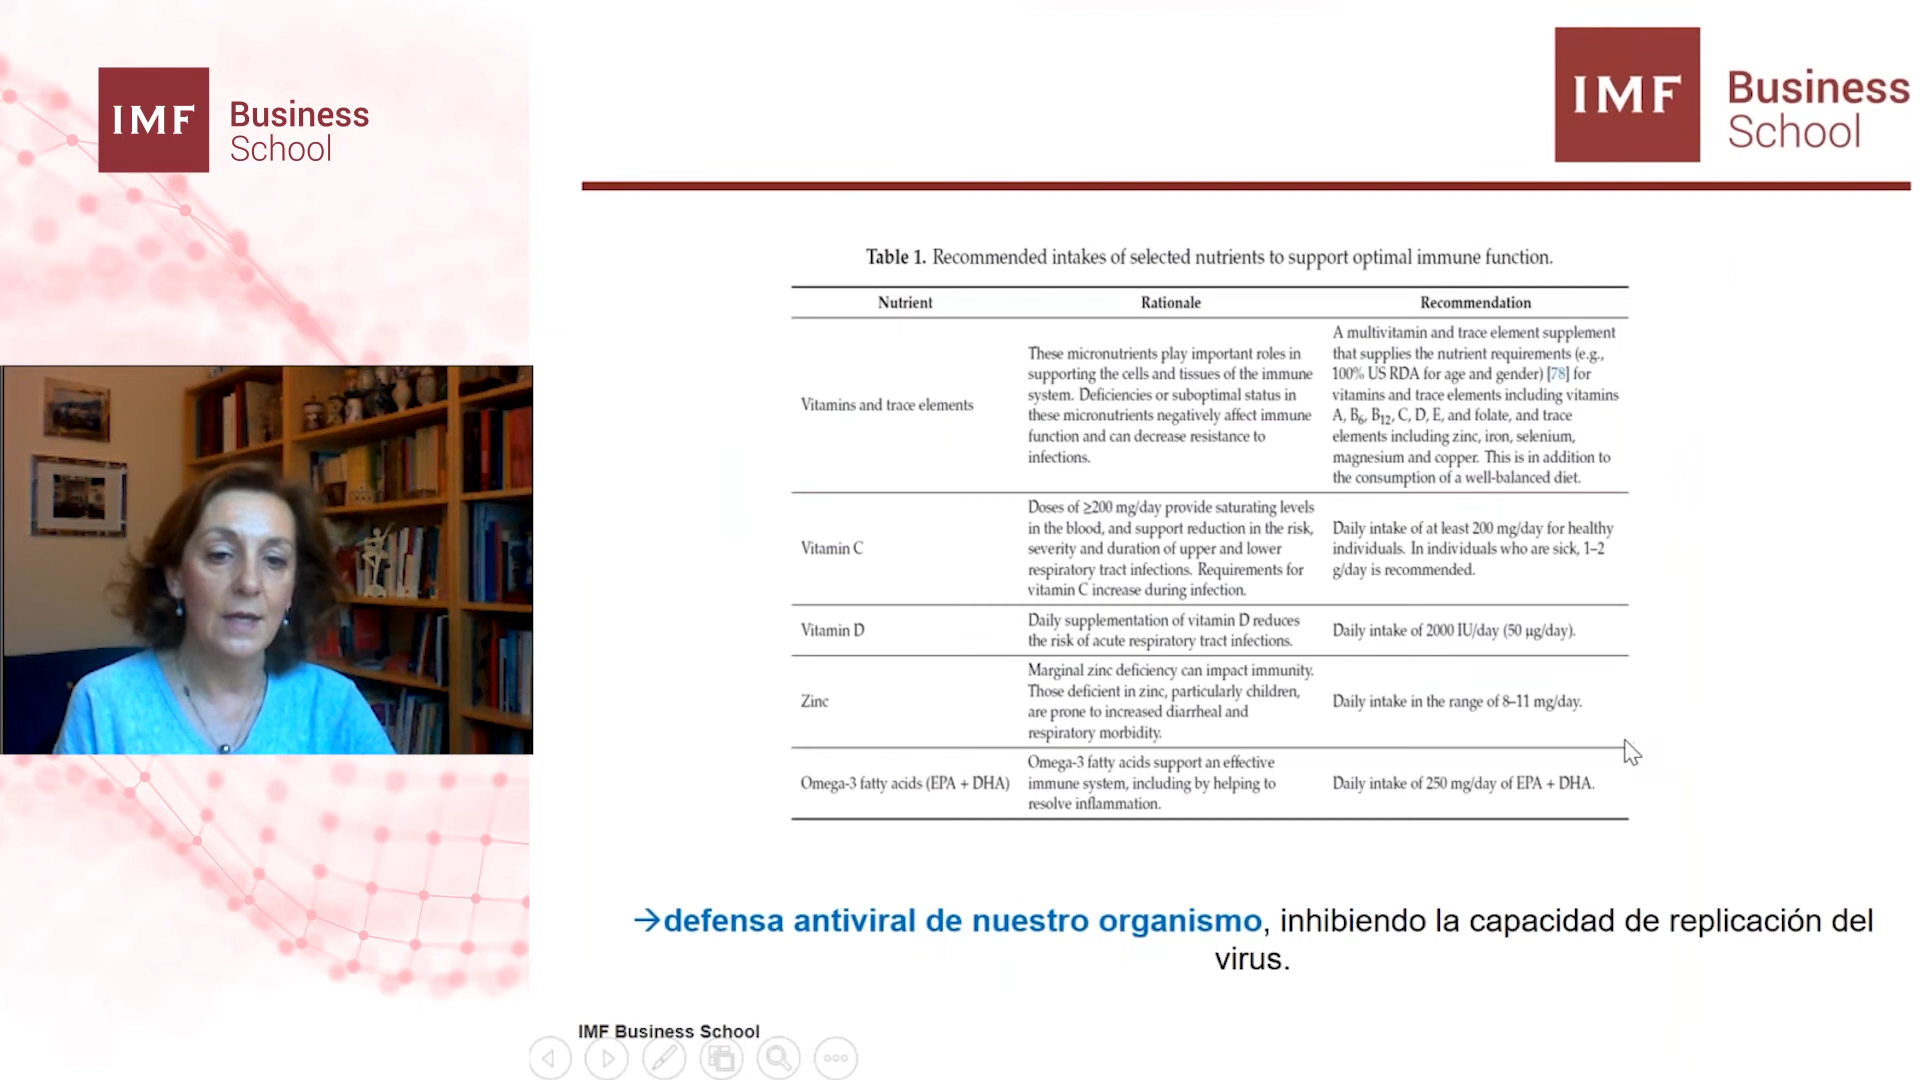 IMF Business
School
IMF Business
School
Table 1. Recommended intakes of selected nutrients to support optimal immune function.
Nutrient Rationale Recommendation
Vitamins and trace elements
These micronutrients play important roles in
supporting the cells and tissues of the immune
system. Deficiencies or suboptimal status in
these micronutrients negatively affect immune
function and can decrease resistance to
infections.
A multivitamin and trace element supplement
that supplies the nutrient requirements (e.g.,
100% US RDA for age and gender) [78] for
vitamins and trace elements including vitamins
A, B6, B12, C, D, E, and folate, and trace
elements including zinc, iron, selenium,
magnesium and copper. This is in addition to
the consumption of a well-balanced diet.
Vitamin C
Doses of ≥200 mg/day provide saturating levels
in the blood, and support reduction in the risk,
severity and duration of upper and lower
respiratory tract infections. Requirements for
vitamin C increase during infection.
Daily intake of at least 200 mg/day for healthy
individuals. In individuals who are sick, 1–2
g/day is recommended.
Vitamin D
Daily supplementation of vitamin D reduces
the risk of acute respiratory tract infections.
Daily intake of 2000 IU/day (50 µg/day).
Zinc
Marginal zinc deficiency can impact immunity.
Those deficient in zinc, particularly children,
are prone to increased diarrheal and
respiratory morbidity.
Daily intake in the range of 8–11 mg/day.
Omega-3 fatty acids (EPA + DHA)
Omega-3 fatty acids support an effective
immune system, including by helping to
resolve inflammation.
Daily intake of 250 mg/day of EPA + DHA.
→defensa antiviral de nuestro organismo, inhibiendo la capacidad de replicación del
virus.
IMF Business School